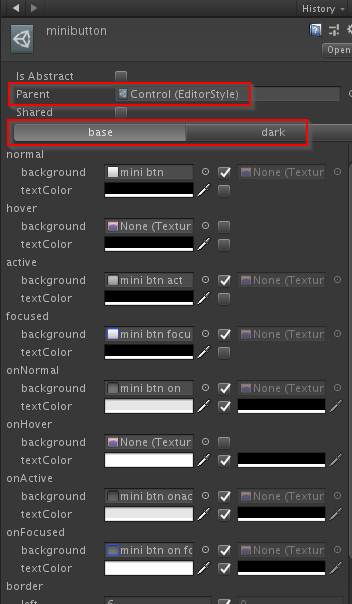 History
minibutton
Open
Is Abstract
Parent Control (EditorStyle)
Shared
base dark
normal
background mini btn None (Textur
textColor
hover
background None (Textur
textColor
active
background mini btn act None (Textur
textColor
focused
background mini btn focu None (Textur
textColor
onNormal
background mini btn on None (Textur
textColor
onHover
background None (Textur
textColor
onActive
background mini btn onac None (Textur
textColor
onFocused
background mini btn on fo None (Textur
textColor
border
left 6 0